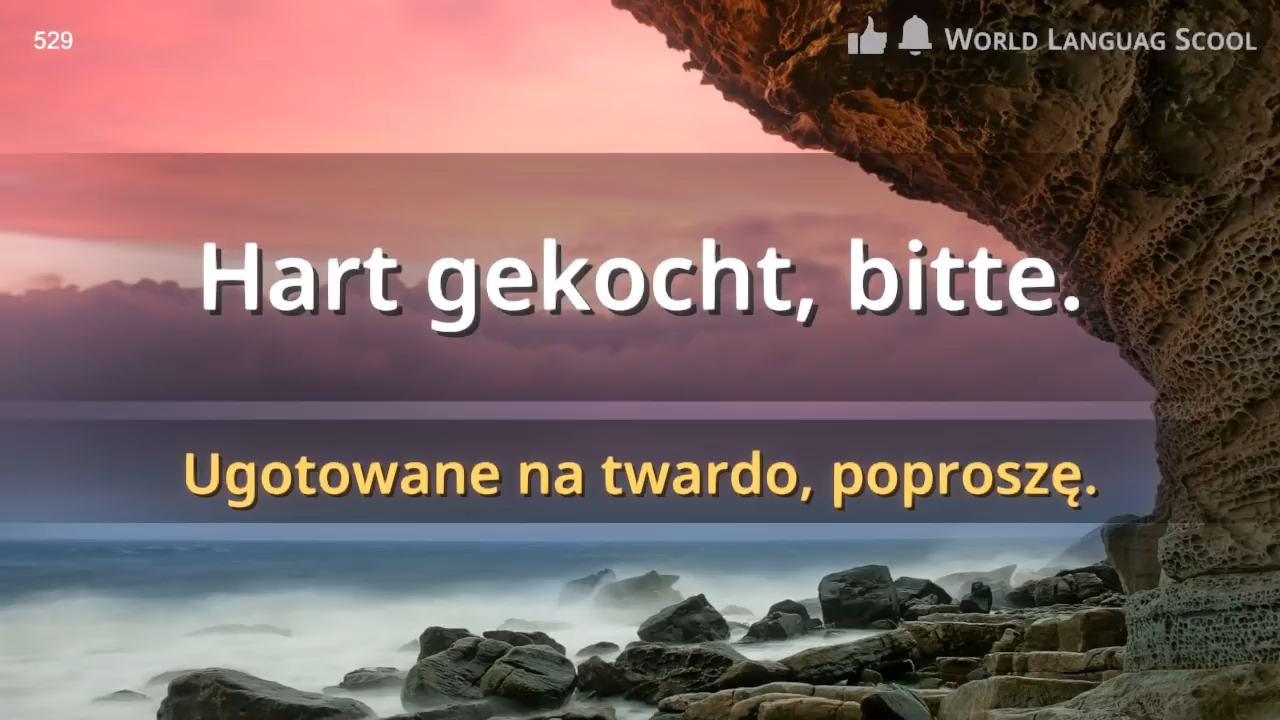 529
WORLD LANGUAG SCOOL
Hart gekocht, bitte.
Ugotowane na twardo, poproszę.